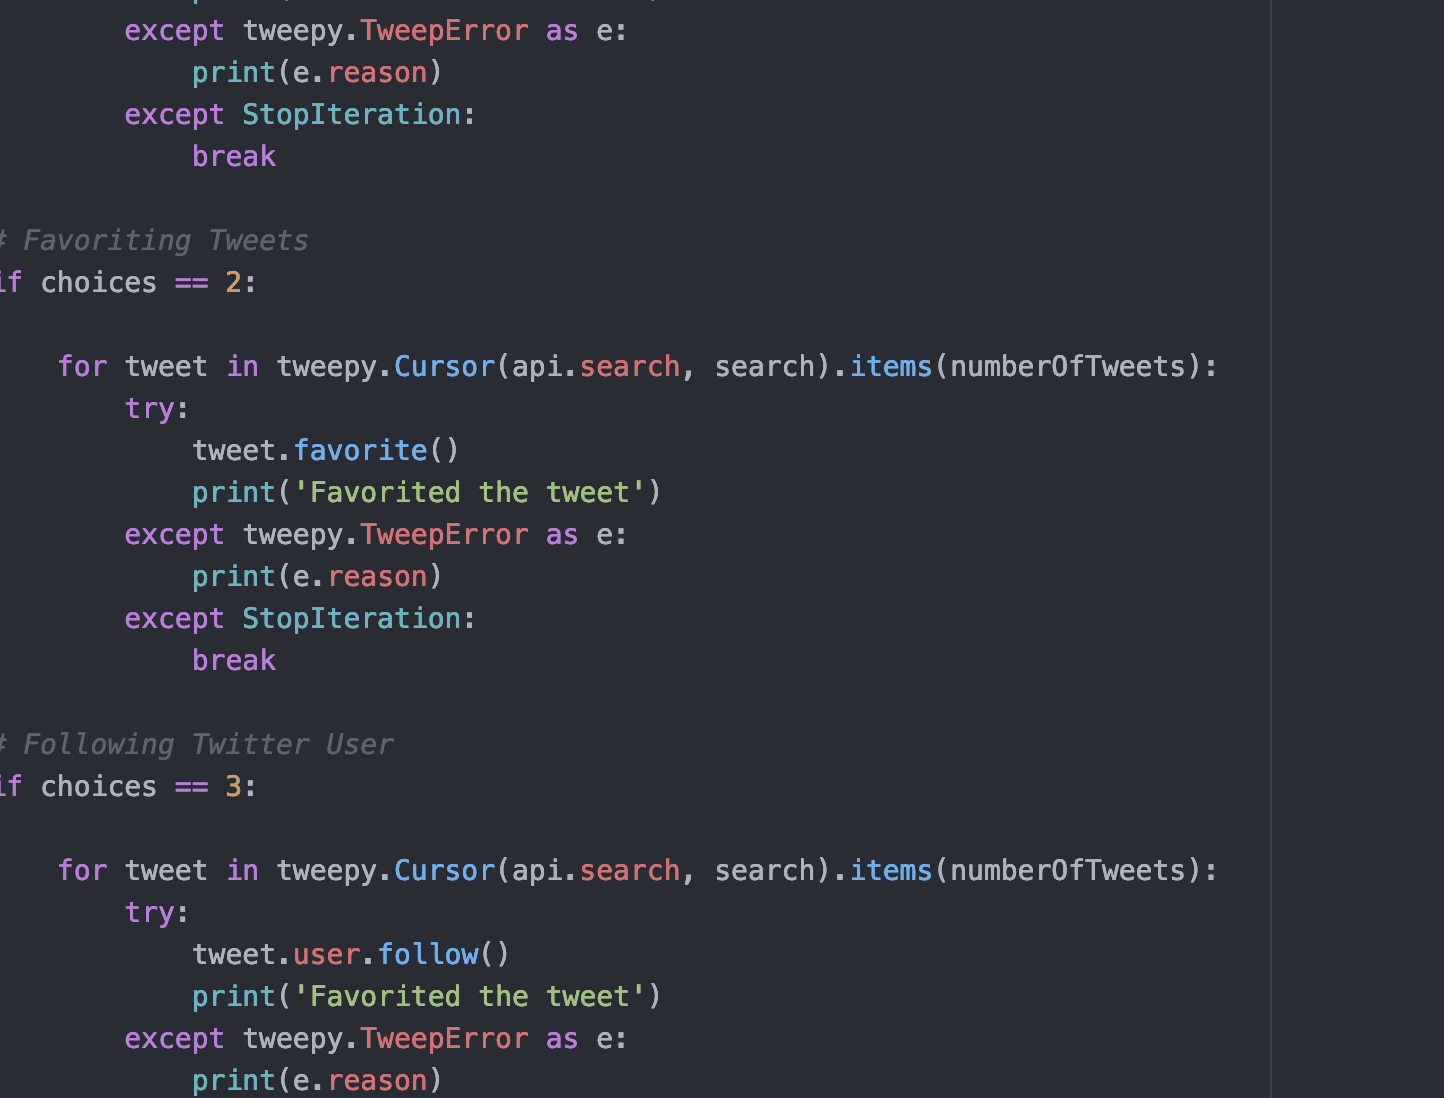 except tweepy.TweepError as e:
print(e.reason)
except StopIteration:
break
# Favoriting Tweets
if choices == 2:
for tweet in tweepy.Cursor(api.search, search).items(numberOfTweets):
try:
tweet.favorite()
print('Favorited the tweet')
except tweepy.TweepError as e:
print(e.reason)
except StopIteration:
break
# Following Twitter User
if choices == 3:
for tweet in tweepy.Cursor(api.search, search).items(numberOfTweets):
try:
tweet.user.follow()
print('Favorited the tweet')
except tweepy.TweepError as e:
print(e.reason)